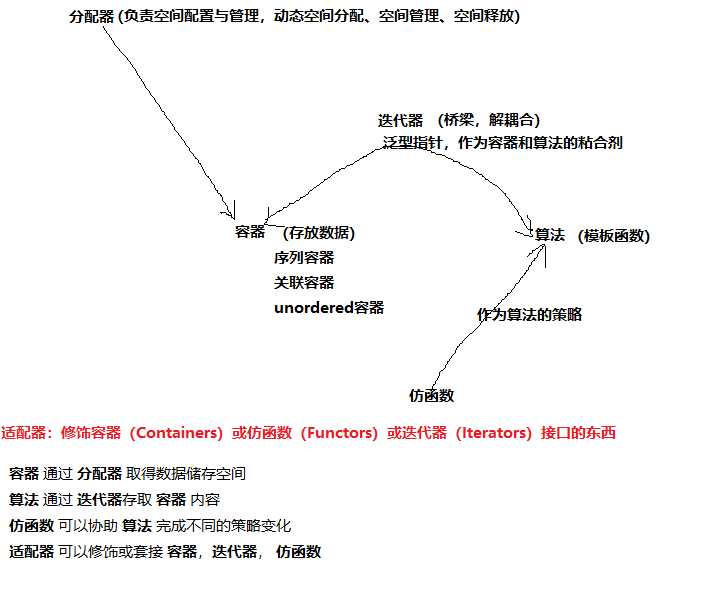 分配器 (负责空间配置与管理，动态空间分配、空间管理、空间释放)
迭代器 （桥梁，解耦合）
泛型指针，作为容器和算法的粘合剂
容器 （存放数据）
算法 （模板函数）
序列容器
关联容器
unordered容器
作为算法的策略
仿函数
适配器：修饰容器（Containers）或仿函数（Functors）或迭代器（Iterators）接口的东西
容器 通过 分配器 取得数据储存空间
算法 通过 迭代器存取 容器 内容
仿函数 可以协助 算法 完成不同的策略变化
适配器 可以修饰或套接 容器，迭代器， 仿函数